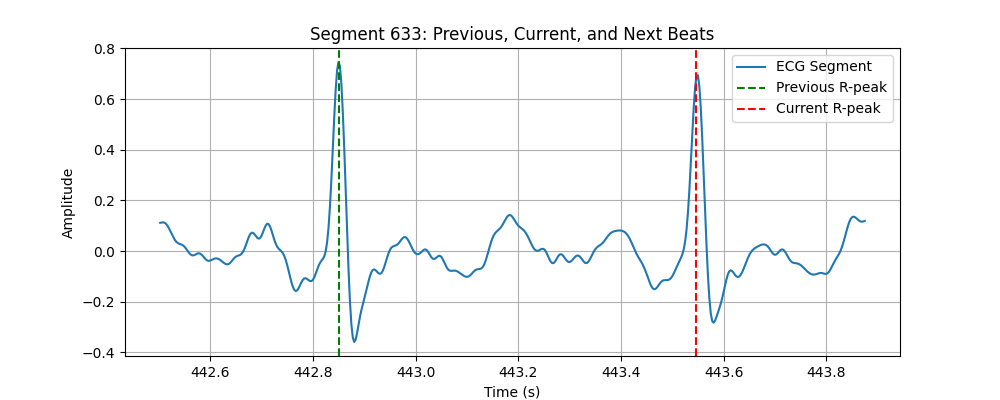 Segment 633: Previous, Current, and Next Beats
ECG Segment
Previous R-peak
Current R-peak
0.8
0.6
0.4
0.2
0.0
−0.2
−0.4
Amplitude
442.6 442.8 443.0 443.2 443.4 443.6 443.8
Time (s)